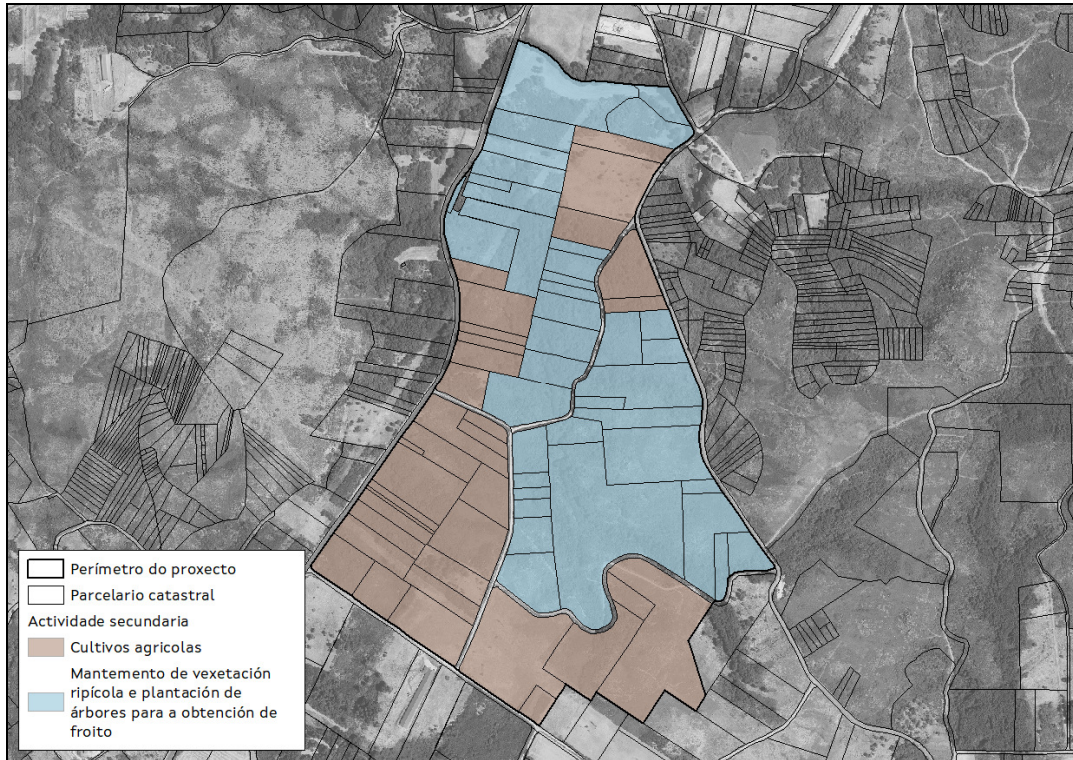 Perímetro do proxecto
Parcelario catastral
Actividade secundaria
Cultivos agricolas
Mantemento de vexetación
ripícola e plantación de
árbores para a obtención de
froito